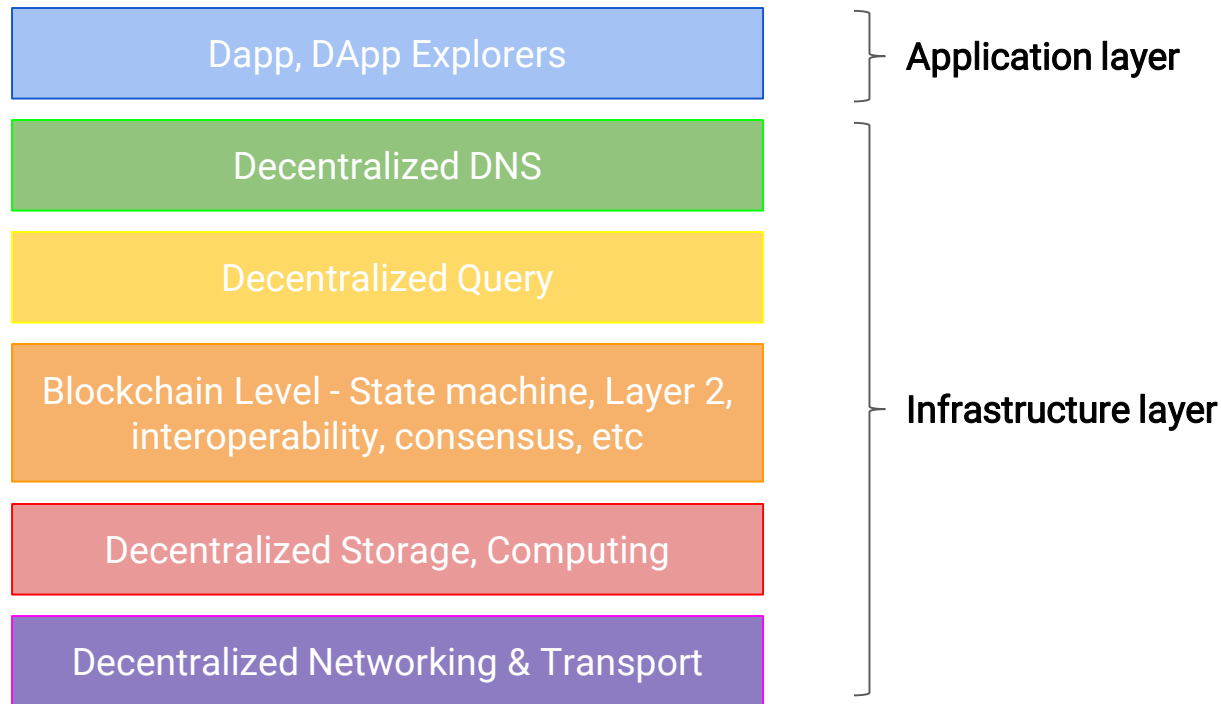 Dapp, DApp Explorers
Application layer
Decentralized DNS
Decentralized Query
Blockchain Level - State machine, Layer 2,
interoperability, consensus, etc
Infrastructure layer
Decentralized Storage, Computing
Decentralized Networking & Transport